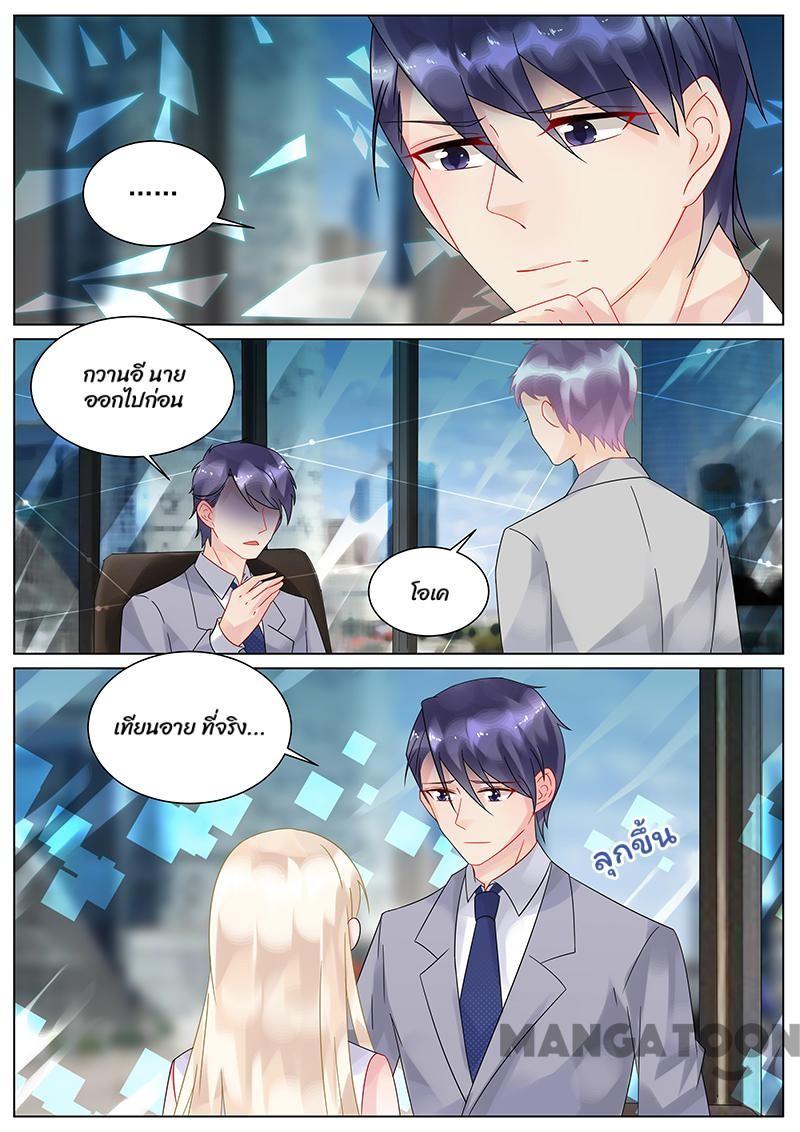 ......
กวานอี นาย
ออกไปก่อน
โอเค
เทียนอาย ที่จริง...
ลุกขึ้น
MANGATOON